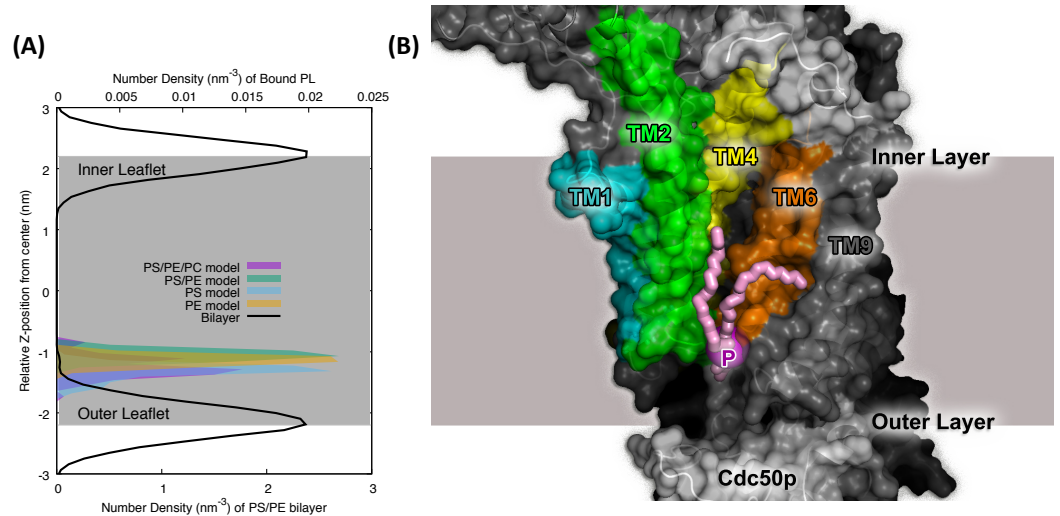 (A)
Number Density (nm-3) of Bound PL
0 0.005 0.01 0.015 0.02 0.025
3
Inner Leaflet
2
1
PS/PE/PC model
PS/PE model
PS model
PE model
Bilayer
0
-1
Outer Leaflet
-2
-3
Relative Z-position from center (nm)
0 1 2 3
Number Density (nm-3) of PS/PE bilayer
(B)
TM2
TM4
Inner Layer
TM1
TM6
TM9
P
Outer Layer
Cdc50p